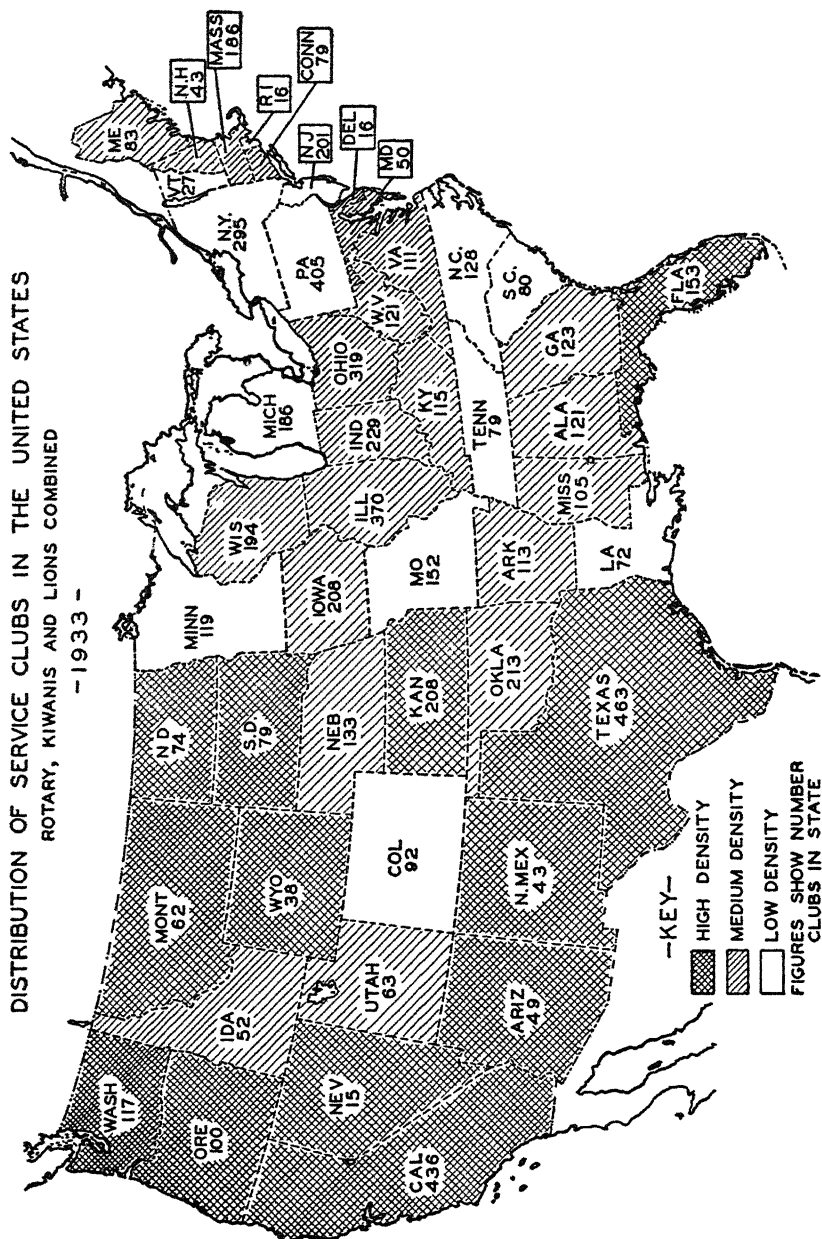 DISTRIBUTION OF SERVICE CLUBS IN THE UNITED STATES
ROTARY, KIWANIS AND LIONS COMBINED
-1933-
WASH
117
ORE
100
CAL
436
NEV
15
IDA
52
MONT
62
WYO
38
UTAH
63
ARIZ
49
COL
92
N.MEX
43
N D
74
S.D.
79
NEB
133
KAN
208
OKLA
213
TEXAS
463
MINN
119
IOWA
208
MO
152
ARK
113
LA
72
WIS
194
ILL
370
MICH
186
IND
229
OHIO
319
KY
115
TENN
79
MISS
105
ALA
121
GA
123
FLA
153
S.C.
80
N.C.
128
VA
111
W.V.
121
PA
405
N.Y.
295
VT
27
ME
83
N.H
43
MASS
186
RI
16
CONN
79
NJ
201
DEL
16
MD
50
-KEY-
HIGH DENSITY
MEDIUM DENSITY
LOW DENSITY
FIGURES SHOW NUMBER
CLUBS IN STATE